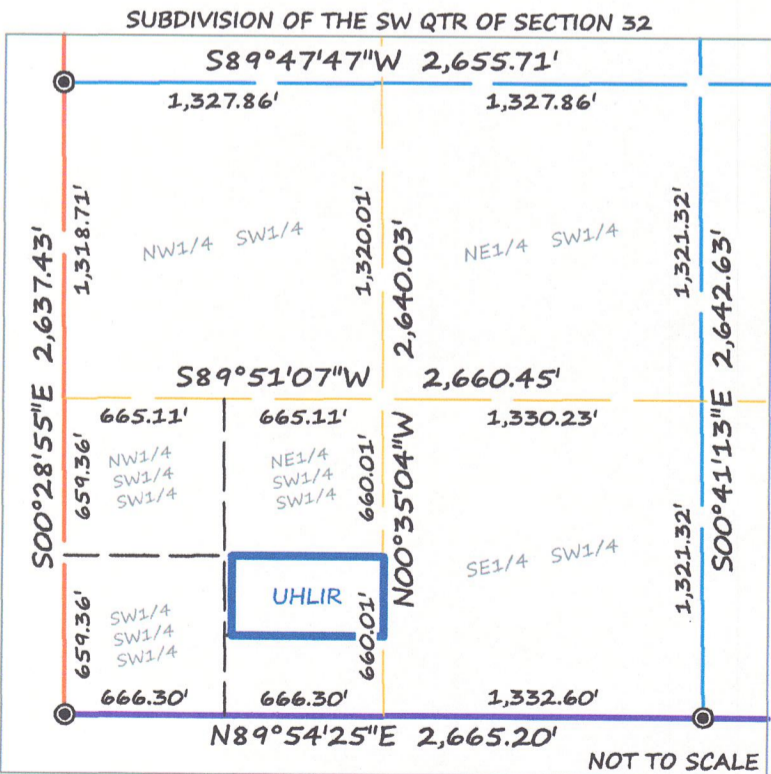 SUBDIVISION OF THE SW QTR OF SECTION 32
S89°47'47"W 2,655.71'
1,327.86' 1,327.86'
S00°28'55"E 2,637.43'
1,318.71'
NW1/4 SW1/4
1,320.01'
2,640.03'
NE1/4 SW1/4
1,321.32'
S00°41'13"E 2,642.63'
S89°51'07"W 2,660.45'
665.11' 665.11' 1,330.23'
659.36'
NW1/4
SW1/4
SW1/4
NE1/4
SW1/4
SW1/4
660.01'
N00°35'04"W
SE1/4 SW1/4
1,321.32'
UHLIR
659.36'
SW1/4
SW1/4
SW1/4
660.01'
666.30' 666.30' 1,332.60'
N89°54'25"E 2,665.20'
NOT TO SCALE